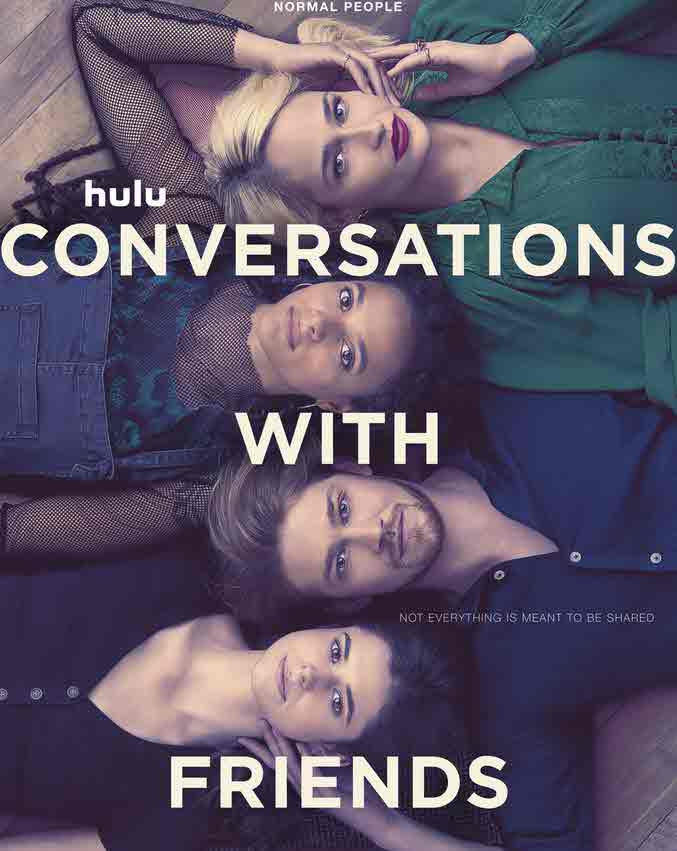 NORMAL PEOPLE
hulu
CONVERSATIONS
WITH
NOT EVERYTHING IS MEANT TO BE SHARED
FRIENDS